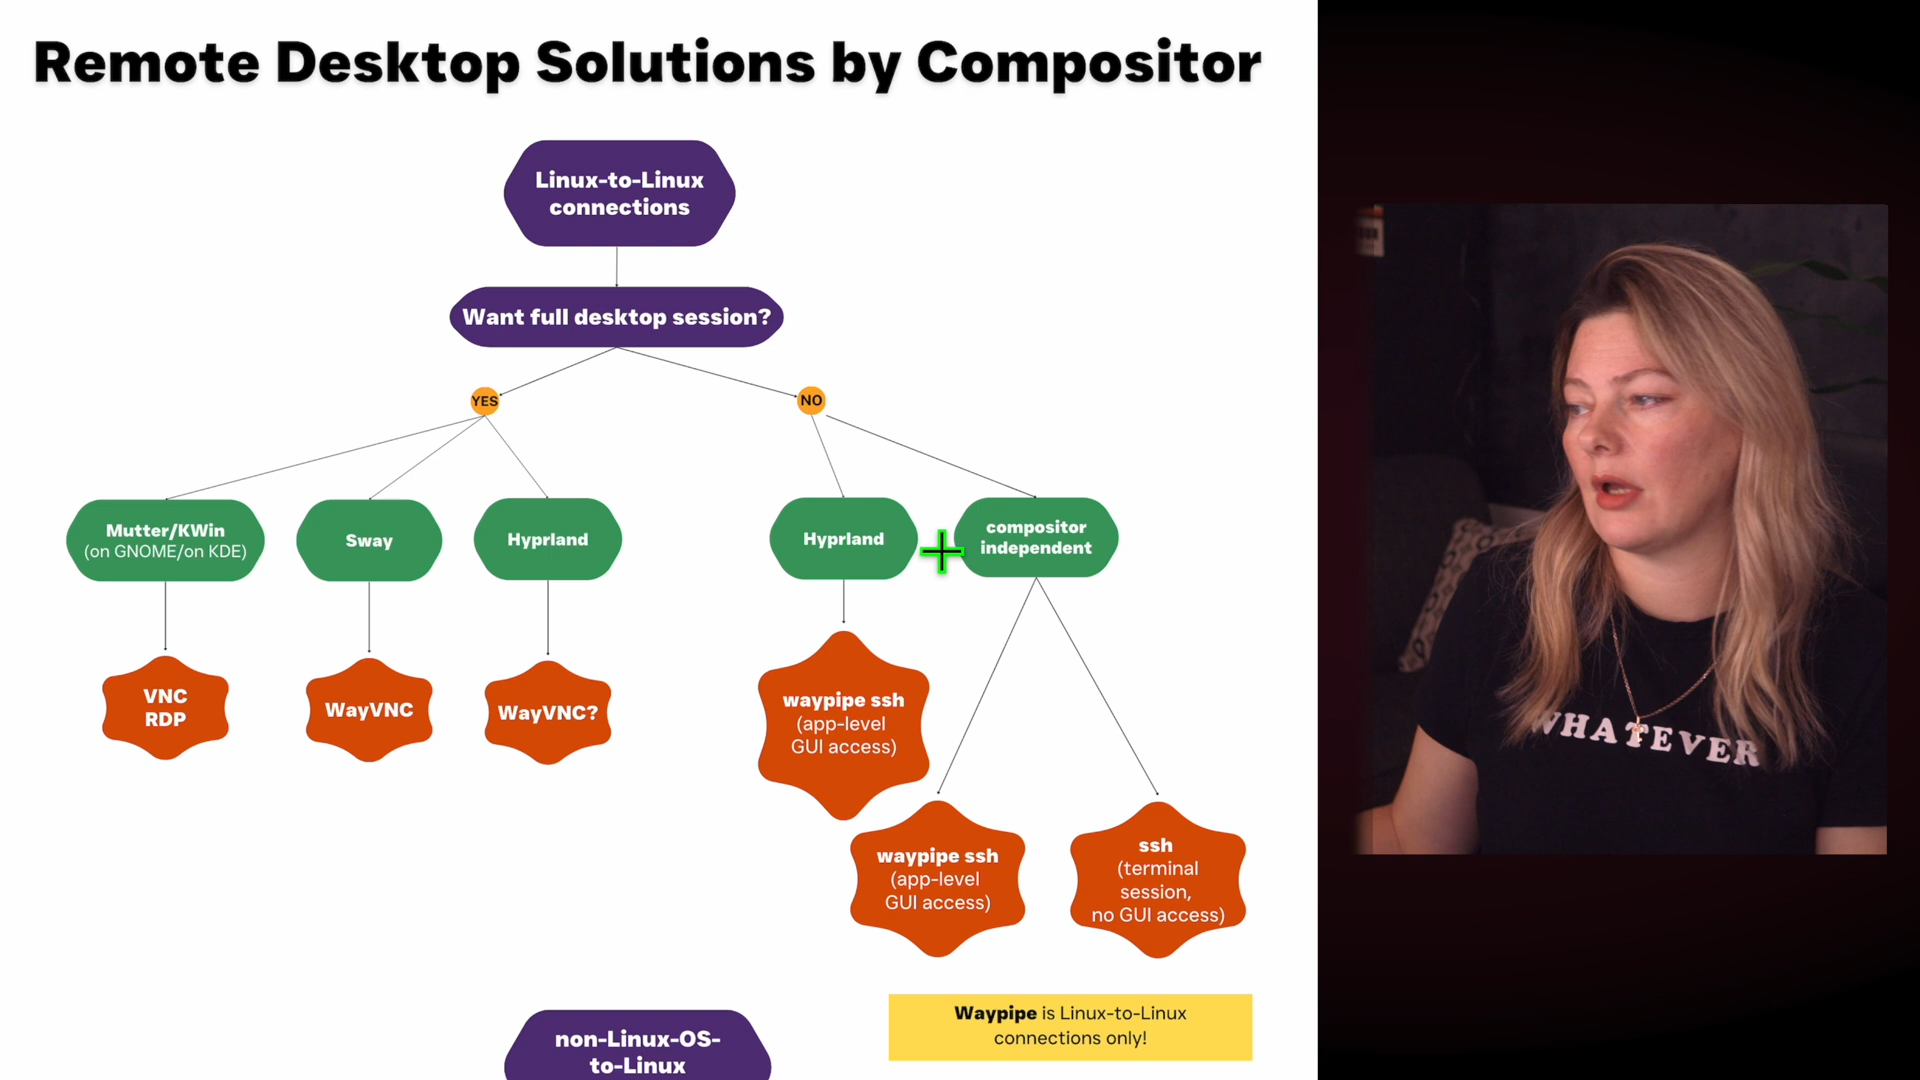 Remote Desktop Solutions by Compositor
Linux-to-Linux
connections
Want full desktop session?
YES
NO
Mutter/KWin
(on GNOME/on KDE)
Sway
Hyprland
Hyprland
compositor
independent
VNC
RDP
WayVNC
WayVNC?
waypipe ssh
(app-level
GUI access)
waypipe ssh
(app-level
GUI access)
ssh
(terminal
session,
no GUI access)
Waypipe is Linux-to-Linux
connections only!
non-Linux-OS-
to-Linux
WHATEVER